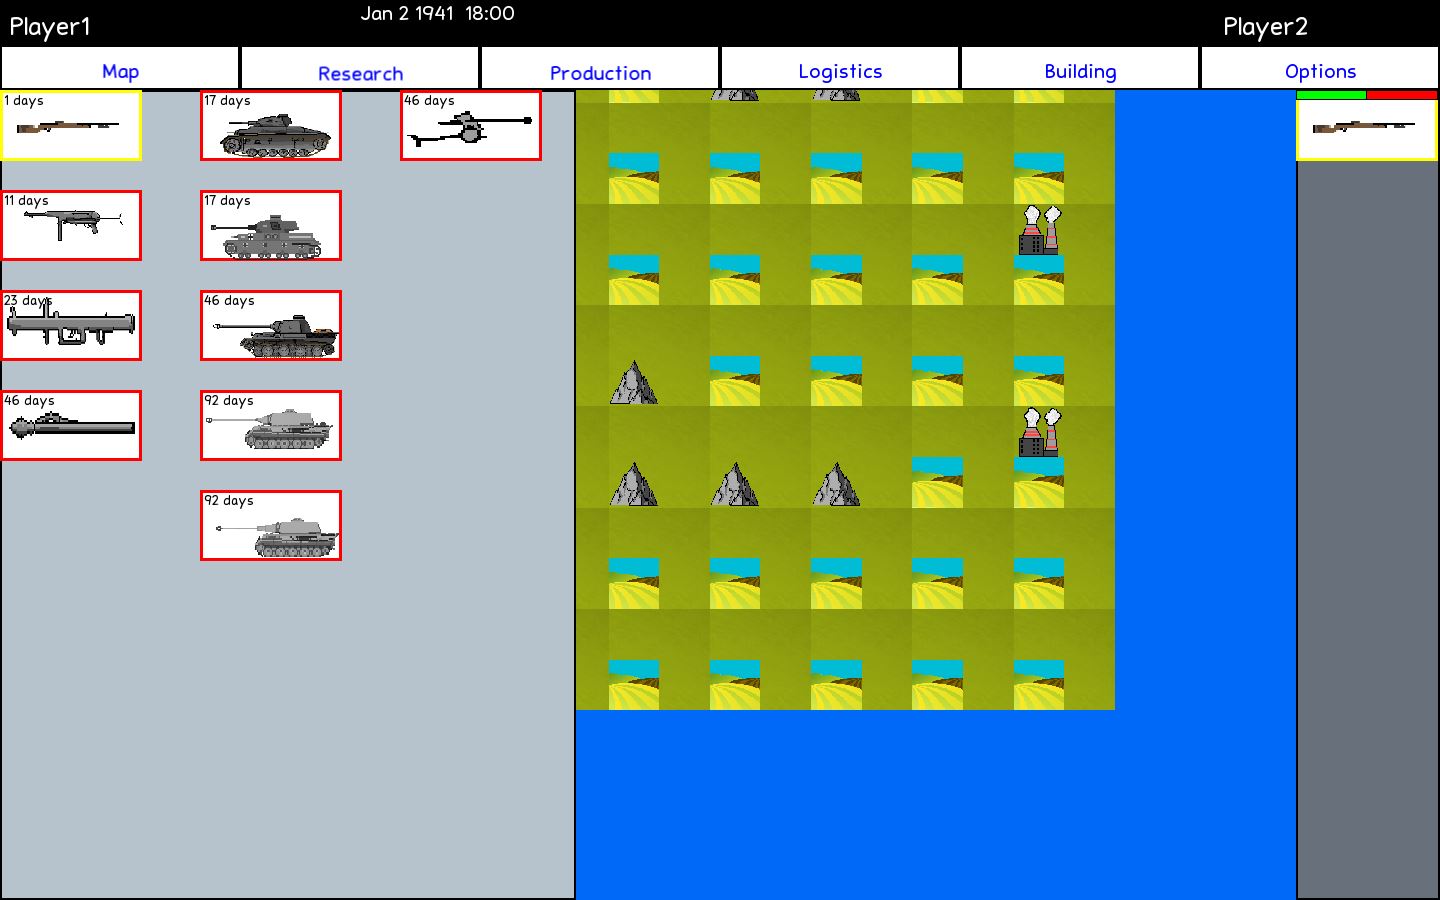 Player1
Jan 2 1941 18:00
Player2
Map
Research
Production
Logistics
Building
Options
1 days
17 days
46 days
11 days
17 days
23 days
46 days
46 days
92 days
92 days